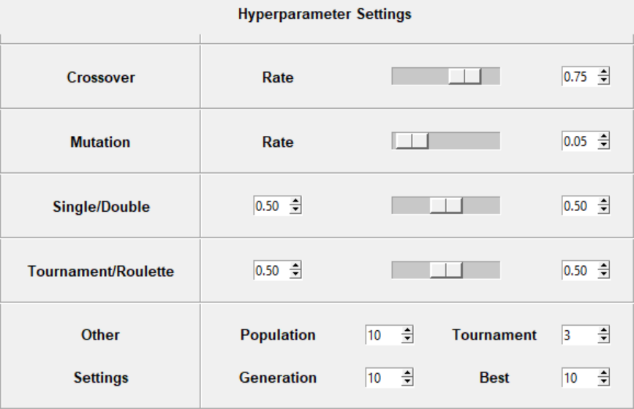 Hyperparameter Settings
Crossover Rate 0.75
Mutation Rate 0.05
Single/Double 0.50 0.50
Tournament/Roulette 0.50 0.50
Other Population 10 Tournament 3
Settings Generation 10 Best 10